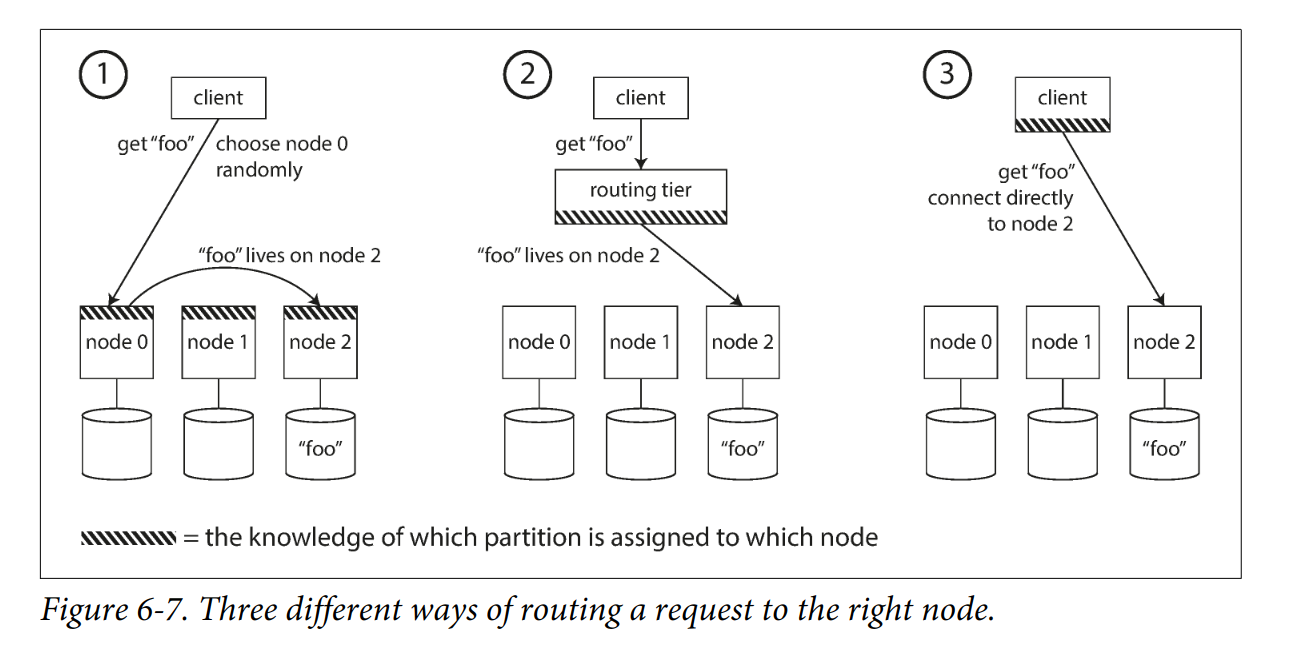 1
client
get “foo”
choose node 0
randomly
“foo” lives on node 2
node 0
node 1
node 2
“foo”
2
client
get “foo”
routing tier
“foo” lives on node 2
node 0
node 1
node 2
“foo”
3
client
get “foo”
connect directly
to node 2
node 0
node 1
node 2
“foo”
= the knowledge of which partition is assigned to which node
Figure 6-7. Three different ways of routing a request to the right node.